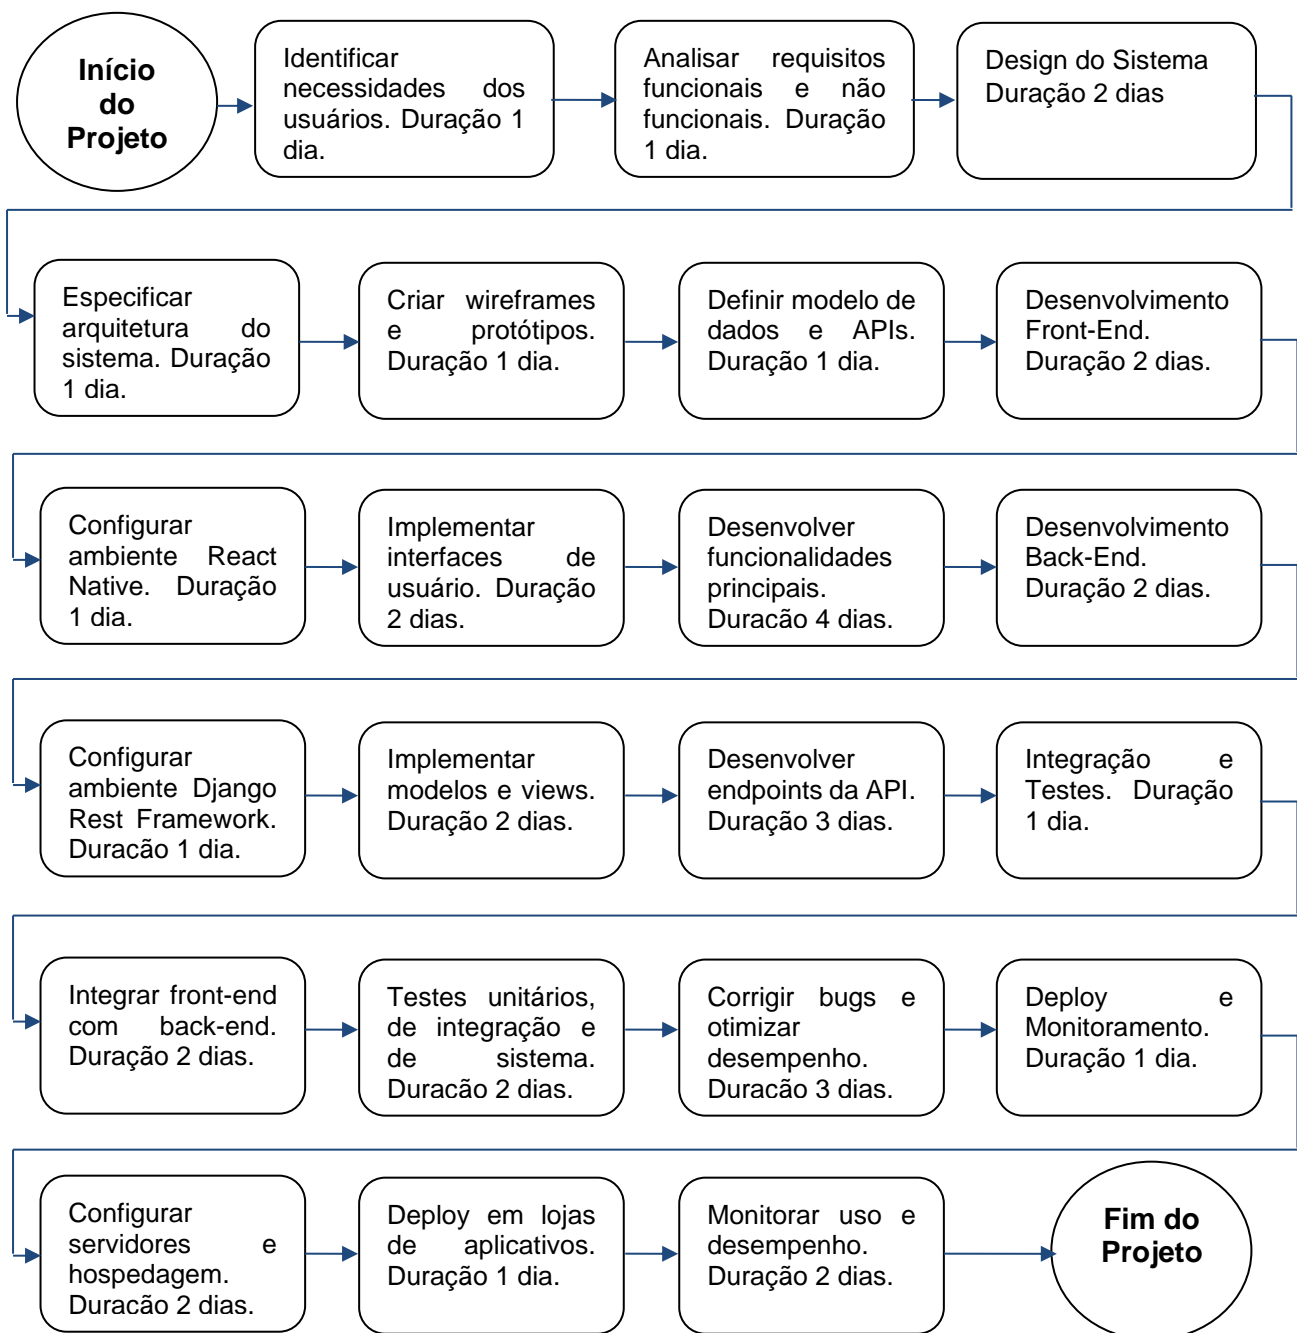 Início
do
Projeto
Identificar
necessidades dos
usuários. Duração 1
dia.
Analisar requisitos
funcionais e não
funcionais. Duração
1 dia.
Design do Sistema
Duração 2 dias
Especificar
arquitetura do
sistema. Duração
1 dia.
Criar wireframes
e protótipos.
Duração 1 dia.
Definir modelo de
dados e APIs.
Duração 1 dia.
Desenvolvimento
Front-End.
Duração 2 dias.
Configurar
ambiente React
Native. Duração
1 dia.
Implementar
interfaces de
usuário. Duração
2 dias.
Desenvolver
funcionalidades
principais.
Duração 4 dias.
Desenvolvimento
Back-End.
Duração 2 dias.
Configurar
ambiente Django
Rest Framework.
Duração 1 dia.
Implementar
modelos e views.
Duração 2 dias.
Desenvolver
endpoints da API.
Duração 3 dias.
Integração e
Testes. Duração
1 dia.
Integrar front-end
com back-end.
Duração 2 dias.
Testes unitários,
de integração e
de sistema.
Duração 2 dias.
Corrigir bugs e
otimizar
desempenho.
Duração 3 dias.
Deploy e
Monitoramento.
Duração 1 dia.
Configurar
servidores e
hospedagem.
Duração 2 dias.
Deploy em lojas
de aplicativos.
Duração 1 dia.
Monitorar uso e
desempenho.
Duração 2 dias.
Fim do
Projeto